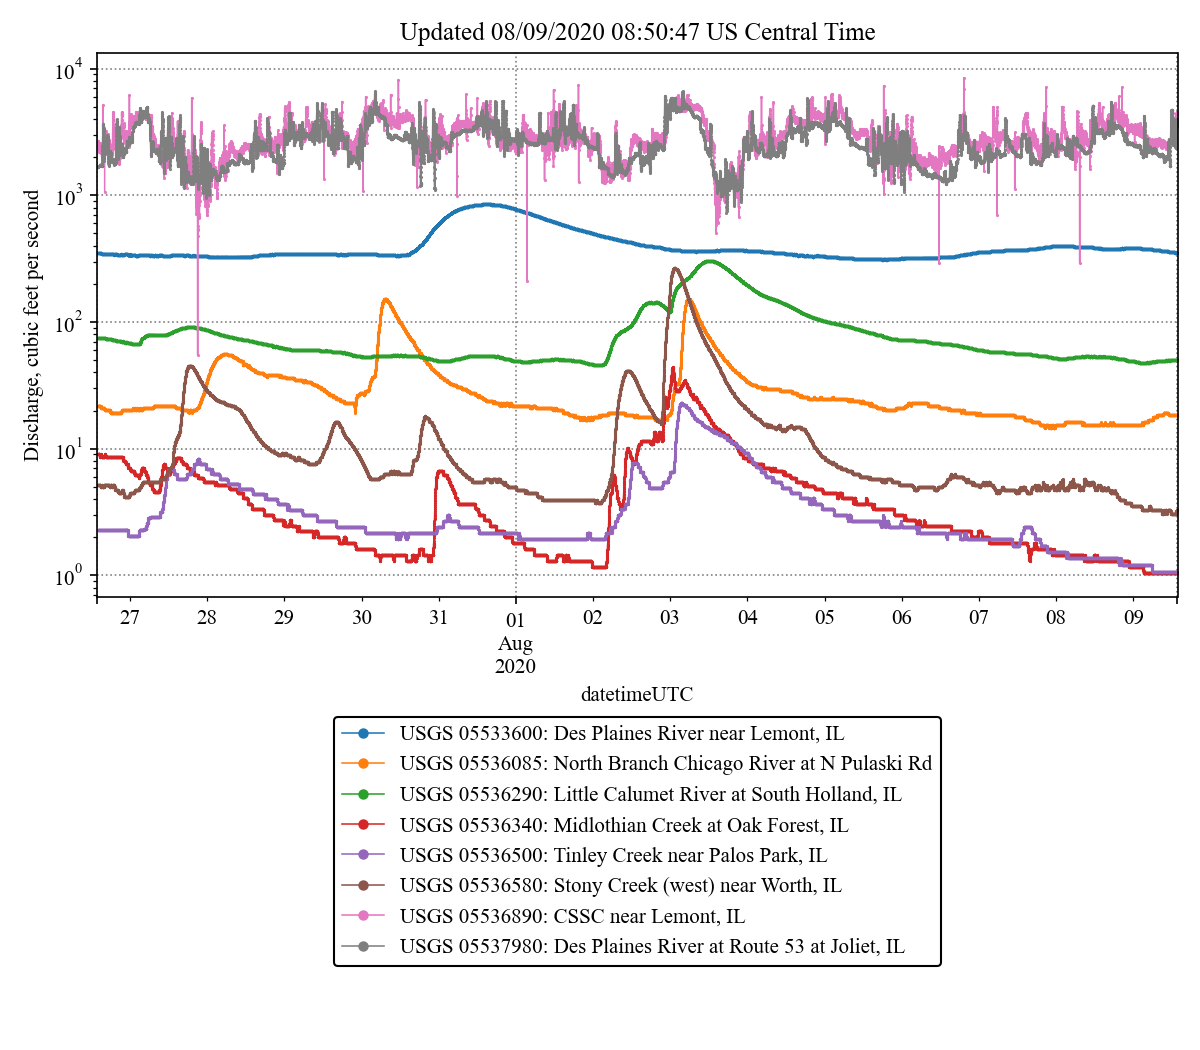 Updated 08/09/2020 08:50:47 US Central Time
Discharge, cubic feet per second
10^4
10^3
10^2
10^1
10^0
27 28 29 30 31 01 02 03 04 05 06 07 08 09
Aug
2020
datetimeUTC
USGS 05533600: Des Plaines River near Lemont, IL
USGS 05536085: North Branch Chicago River at N Pulaski Rd
USGS 05536290: Little Calumet River at South Holland, IL
USGS 05536340: Midlothian Creek at Oak Forest, IL
USGS 05536500: Tinley Creek near Palos Park, IL
USGS 05536580: Stony Creek (west) near Worth, IL
USGS 05536890: CSSC near Lemont, IL
USGS 05537980: Des Plaines River at Route 53 at Joliet, IL